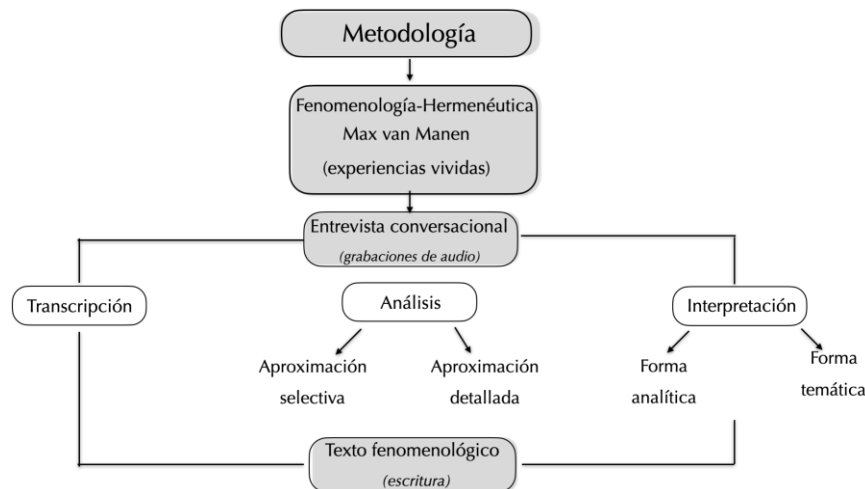 Metodología
Fenomenología-Hermenéutica
Max van Manen
(experiencias vividas)
Entrevista conversacional
(grabaciones de audio)
Transcripción
Análisis
Interpretación
Aproximación
selectiva
Aproximación
detallada
Forma
analítica
Forma
temática
Texto fenomenológico
(escritura)